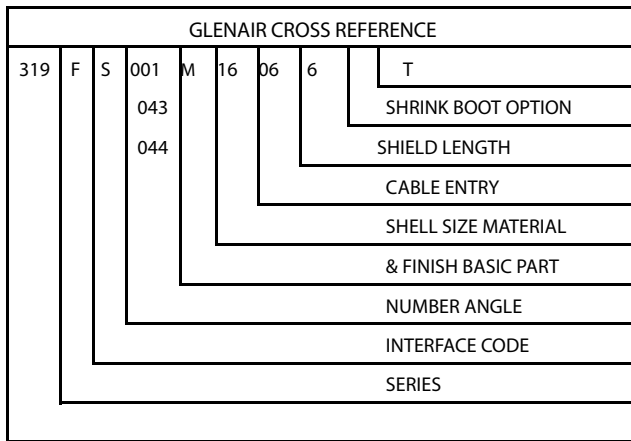 GLENAIR CROSS REFERENCE
319 F S 001 M 16 06 6 T
043 SHRINK BOOT OPTION
044 SHIELD LENGTH
CABLE ENTRY
SHELL SIZE MATERIAL
& FINISH BASIC PART
NUMBER ANGLE
INTERFACE CODE
SERIES